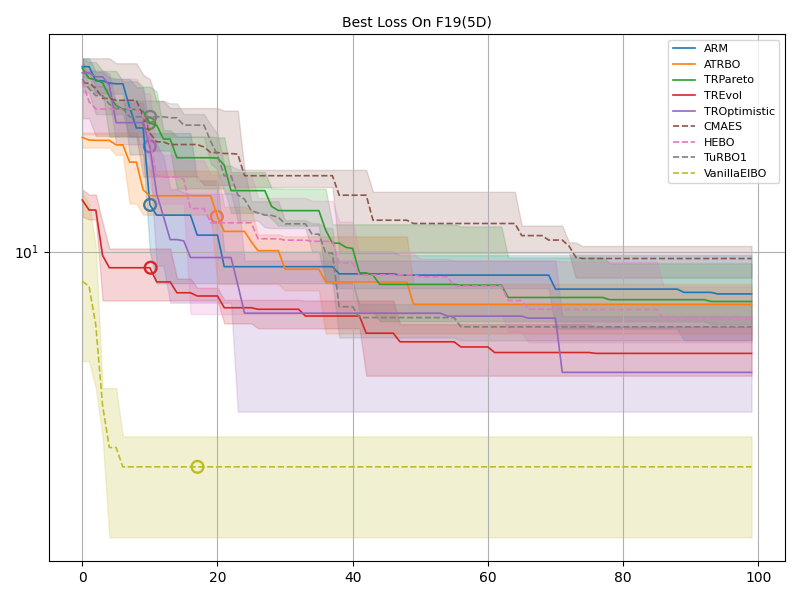 Best Loss On F19(5D)
ARM
ATRBO
TRPareto
TREvol
TROptimistic
CMAES
HEBO
TuRBO1
VanillaEIBO
10¹
0 20 40 60 80 100